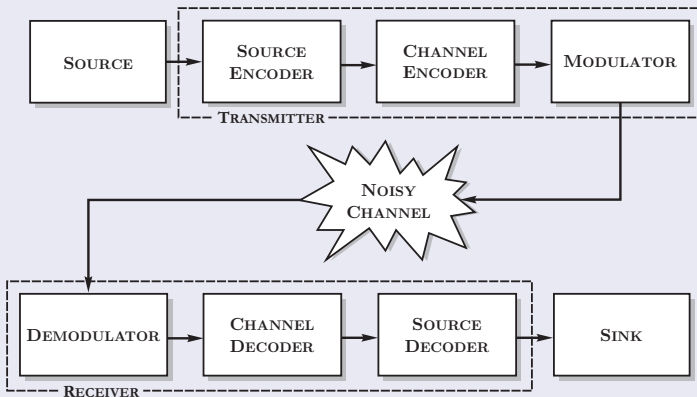 SOURCE
SOURCE
ENCODER
CHANNEL
ENCODER
MODULATOR
TRANSMITTER
NOISY
CHANNEL
DEMODULATOR
CHANNEL
DECODER
SOURCE
DECODER
SINK
RECEIVER